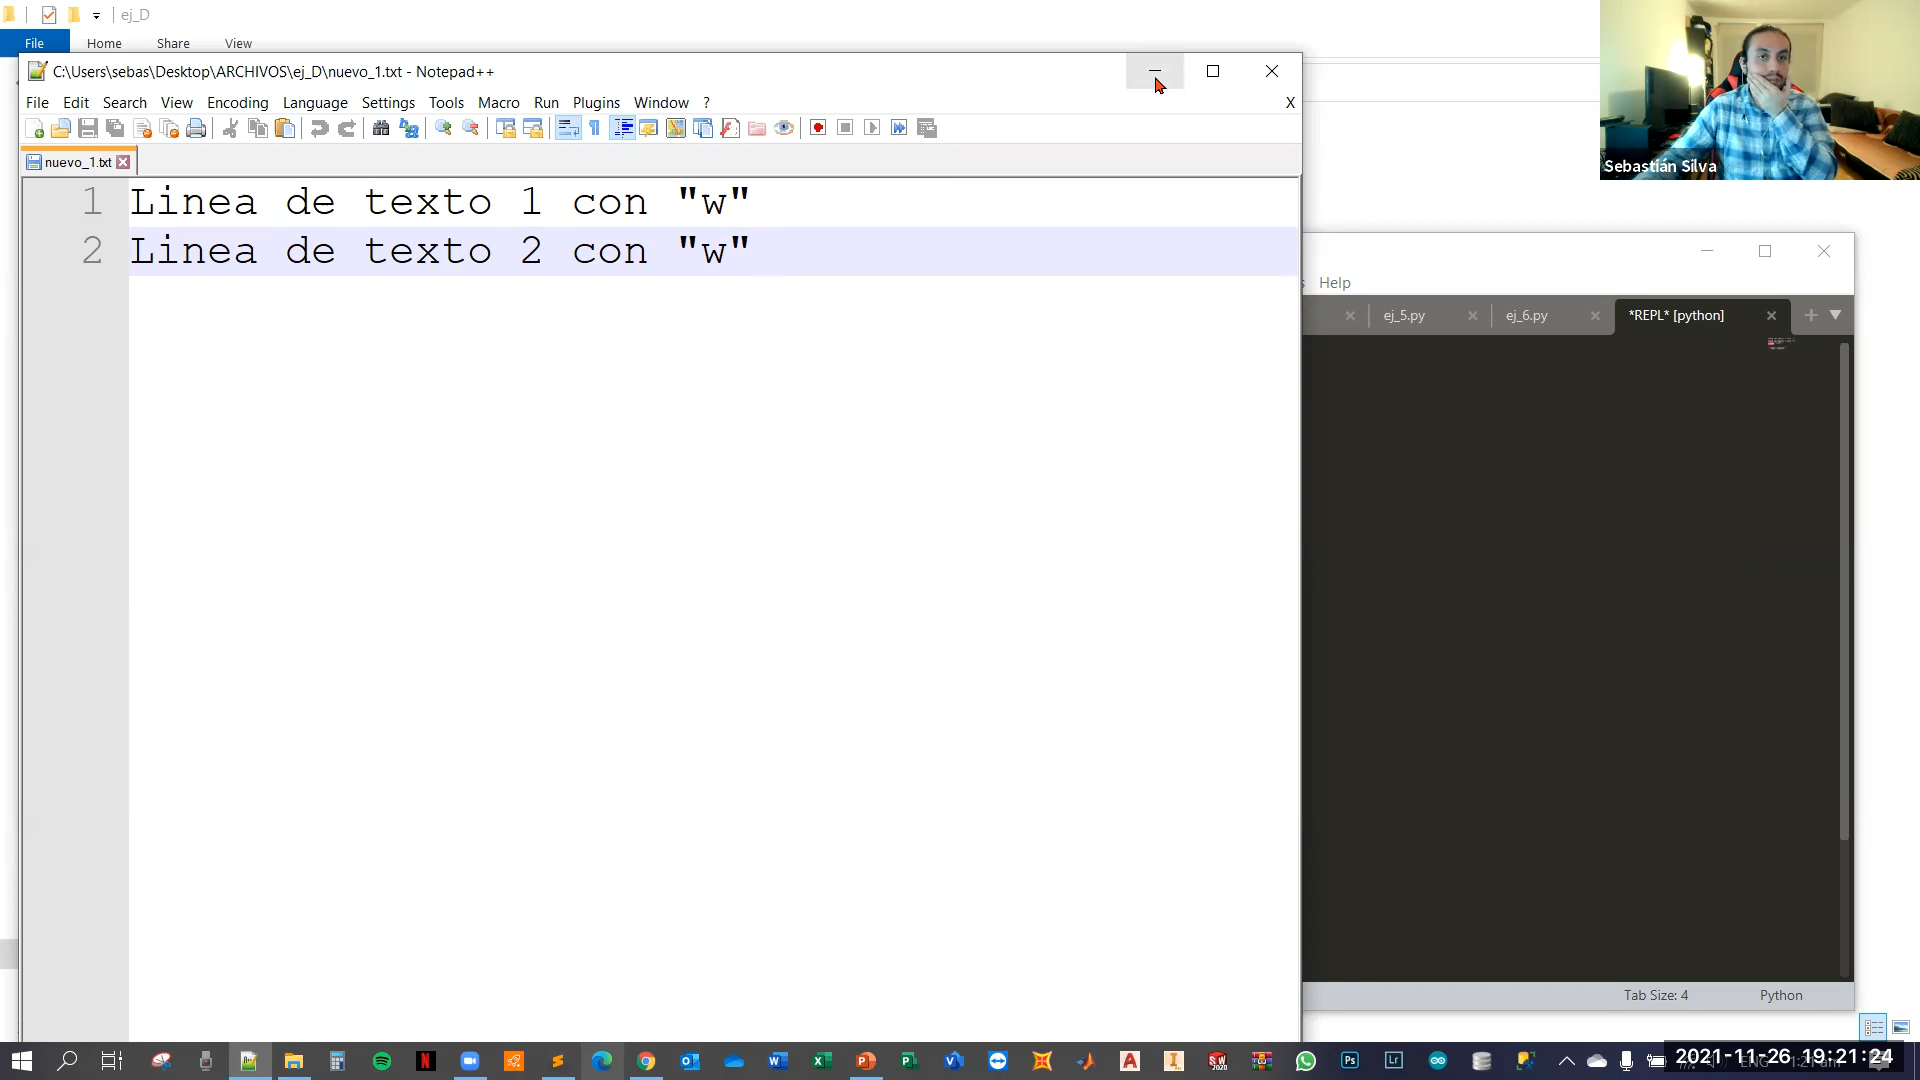 ej_D
File Home Share View
C:\Users\sebas\Desktop\ARCHIVOS\ej_D\nuevo_1.txt - Notepad++
File Edit Search View Encoding Language Settings Tools Macro Run Plugins Window ? X
nuevo_1.txt
1 Linea de texto 1 con "w"
2 Linea de texto 2 con "w"
Sebastián Silva
Help
ej_5.py ej_6.py *REPL* [python]
Tab Size: 4 Python
2021-11-26 19:21:24